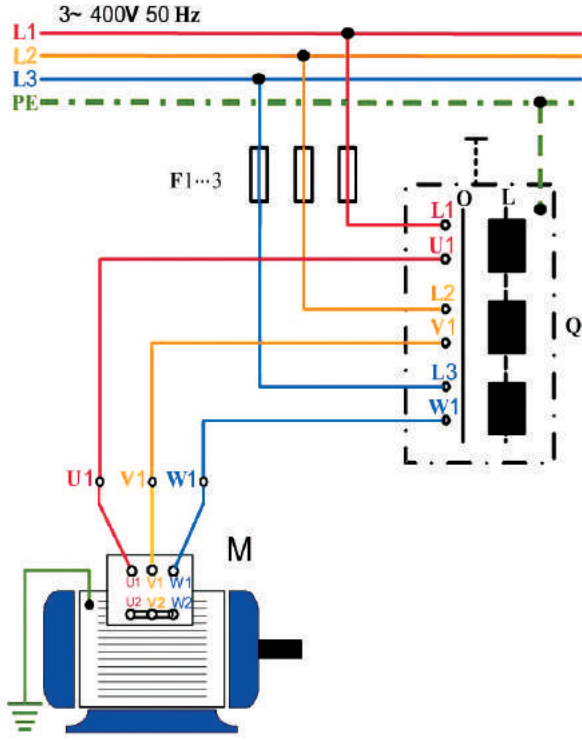 3~ 400V 50 Hz
L1
L2
L3
PE
F1...3
O L
L1
U1
L2
V1
L3
W1
Q
U1 V1 W1
M
U1 V1 W1
U2 V2 W2